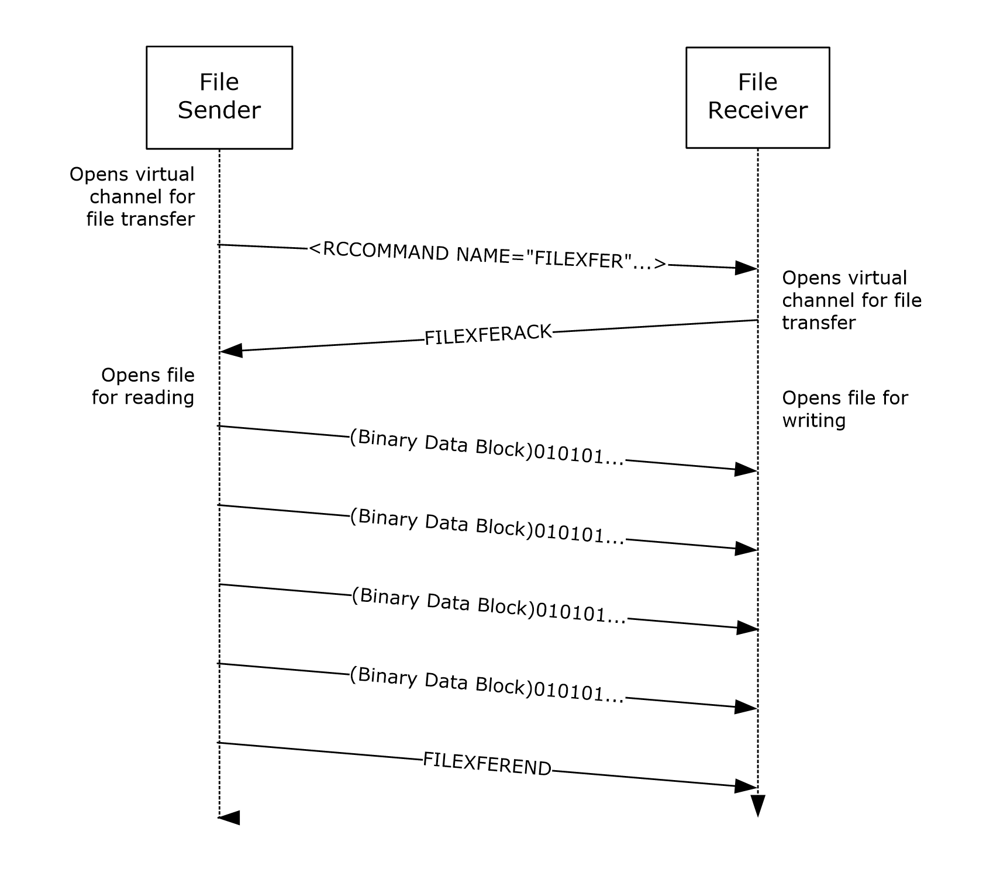 File
Sender
File
Receiver
Opens virtual
channel for
file transfer
<RCCOMMAND NAME="FILEXFER"...>
Opens virtual
channel for file
transfer
FILEXFERACK
Opens file
for reading
Opens file for
writing
(Binary Data Block)010101...
(Binary Data Block)010101...
(Binary Data Block)010101...
(Binary Data Block)010101...
FILEXFEREND